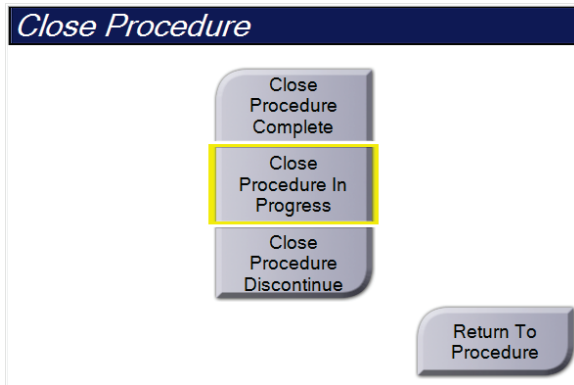 Close Procedure
Close
Procedure
Complete
Close
Procedure In
Progress
Close
Procedure
Discontinue
Return To
Procedure